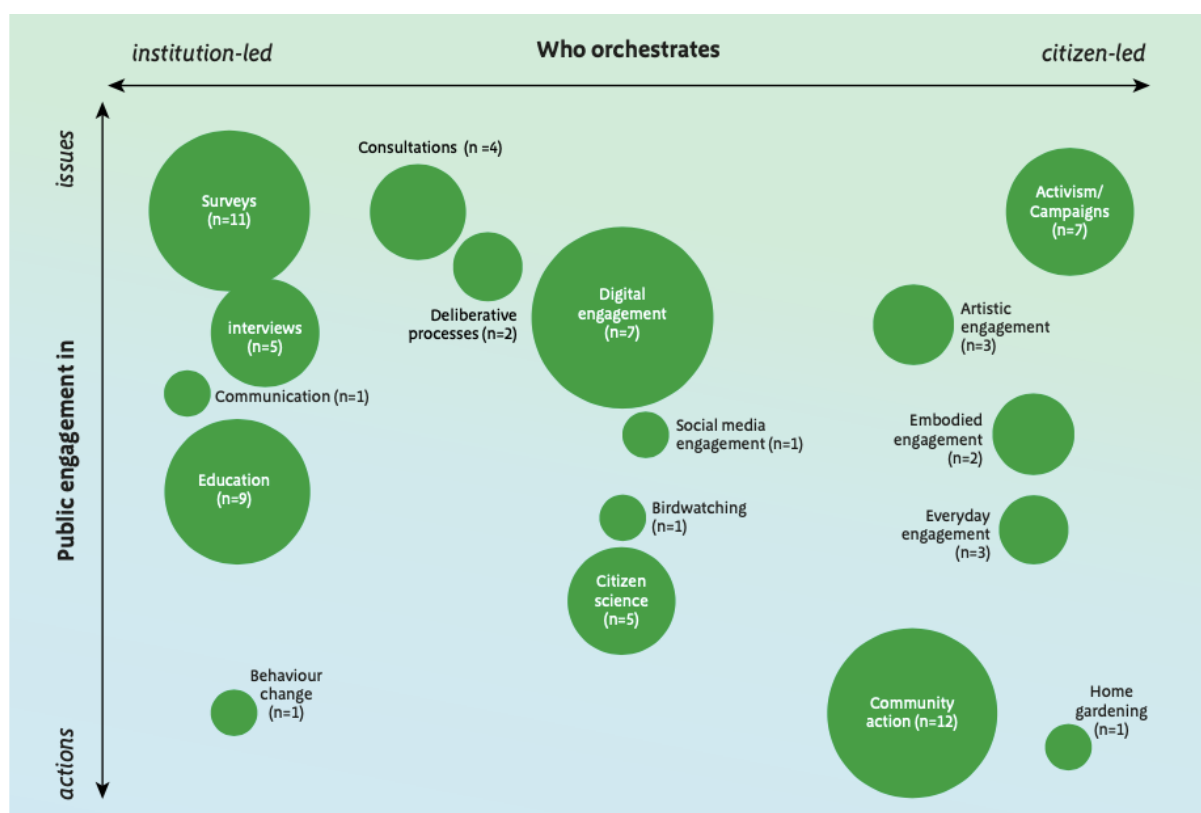 institution-led
Who orchestrates
citizen-led
issues
Public engagement in
actions
Surveys
(n=11)
Consultations (n =4)
Activism/
Campaigns
(n=7)
Deliberative
processes (n=2)
Digital
engagement
(n=7)
Artistic
engagement
(n=3)
interviews
(n=5)
Communication (n=1)
Social media
engagement (n=1)
Embodied
engagement
(n=2)
Education
(n=9)
Birdwatching
(n=1)
Everyday
engagement
(n=3)
Citizen
science
(n=5)
Behaviour
change
(n=1)
Community
action (n=12)
Home
gardening
(n=1)